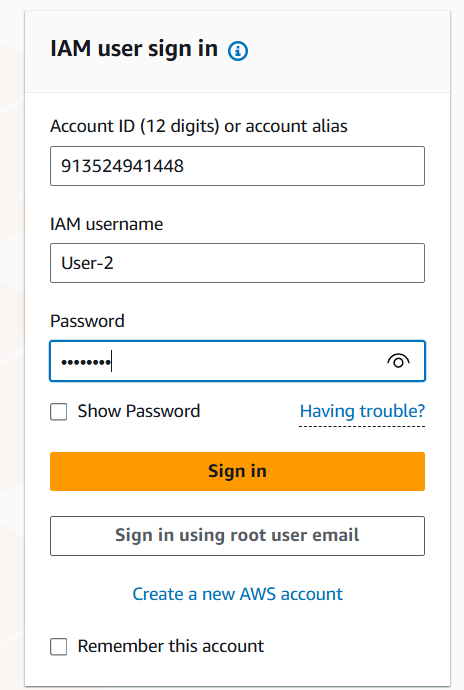 IAM user sign in
Account ID (12 digits) or account alias
913524941448
IAM username
User-2
Password
••••••••
Show Password
Having trouble?
Sign in
Sign in using root user email
Create a new AWS account
Remember this account